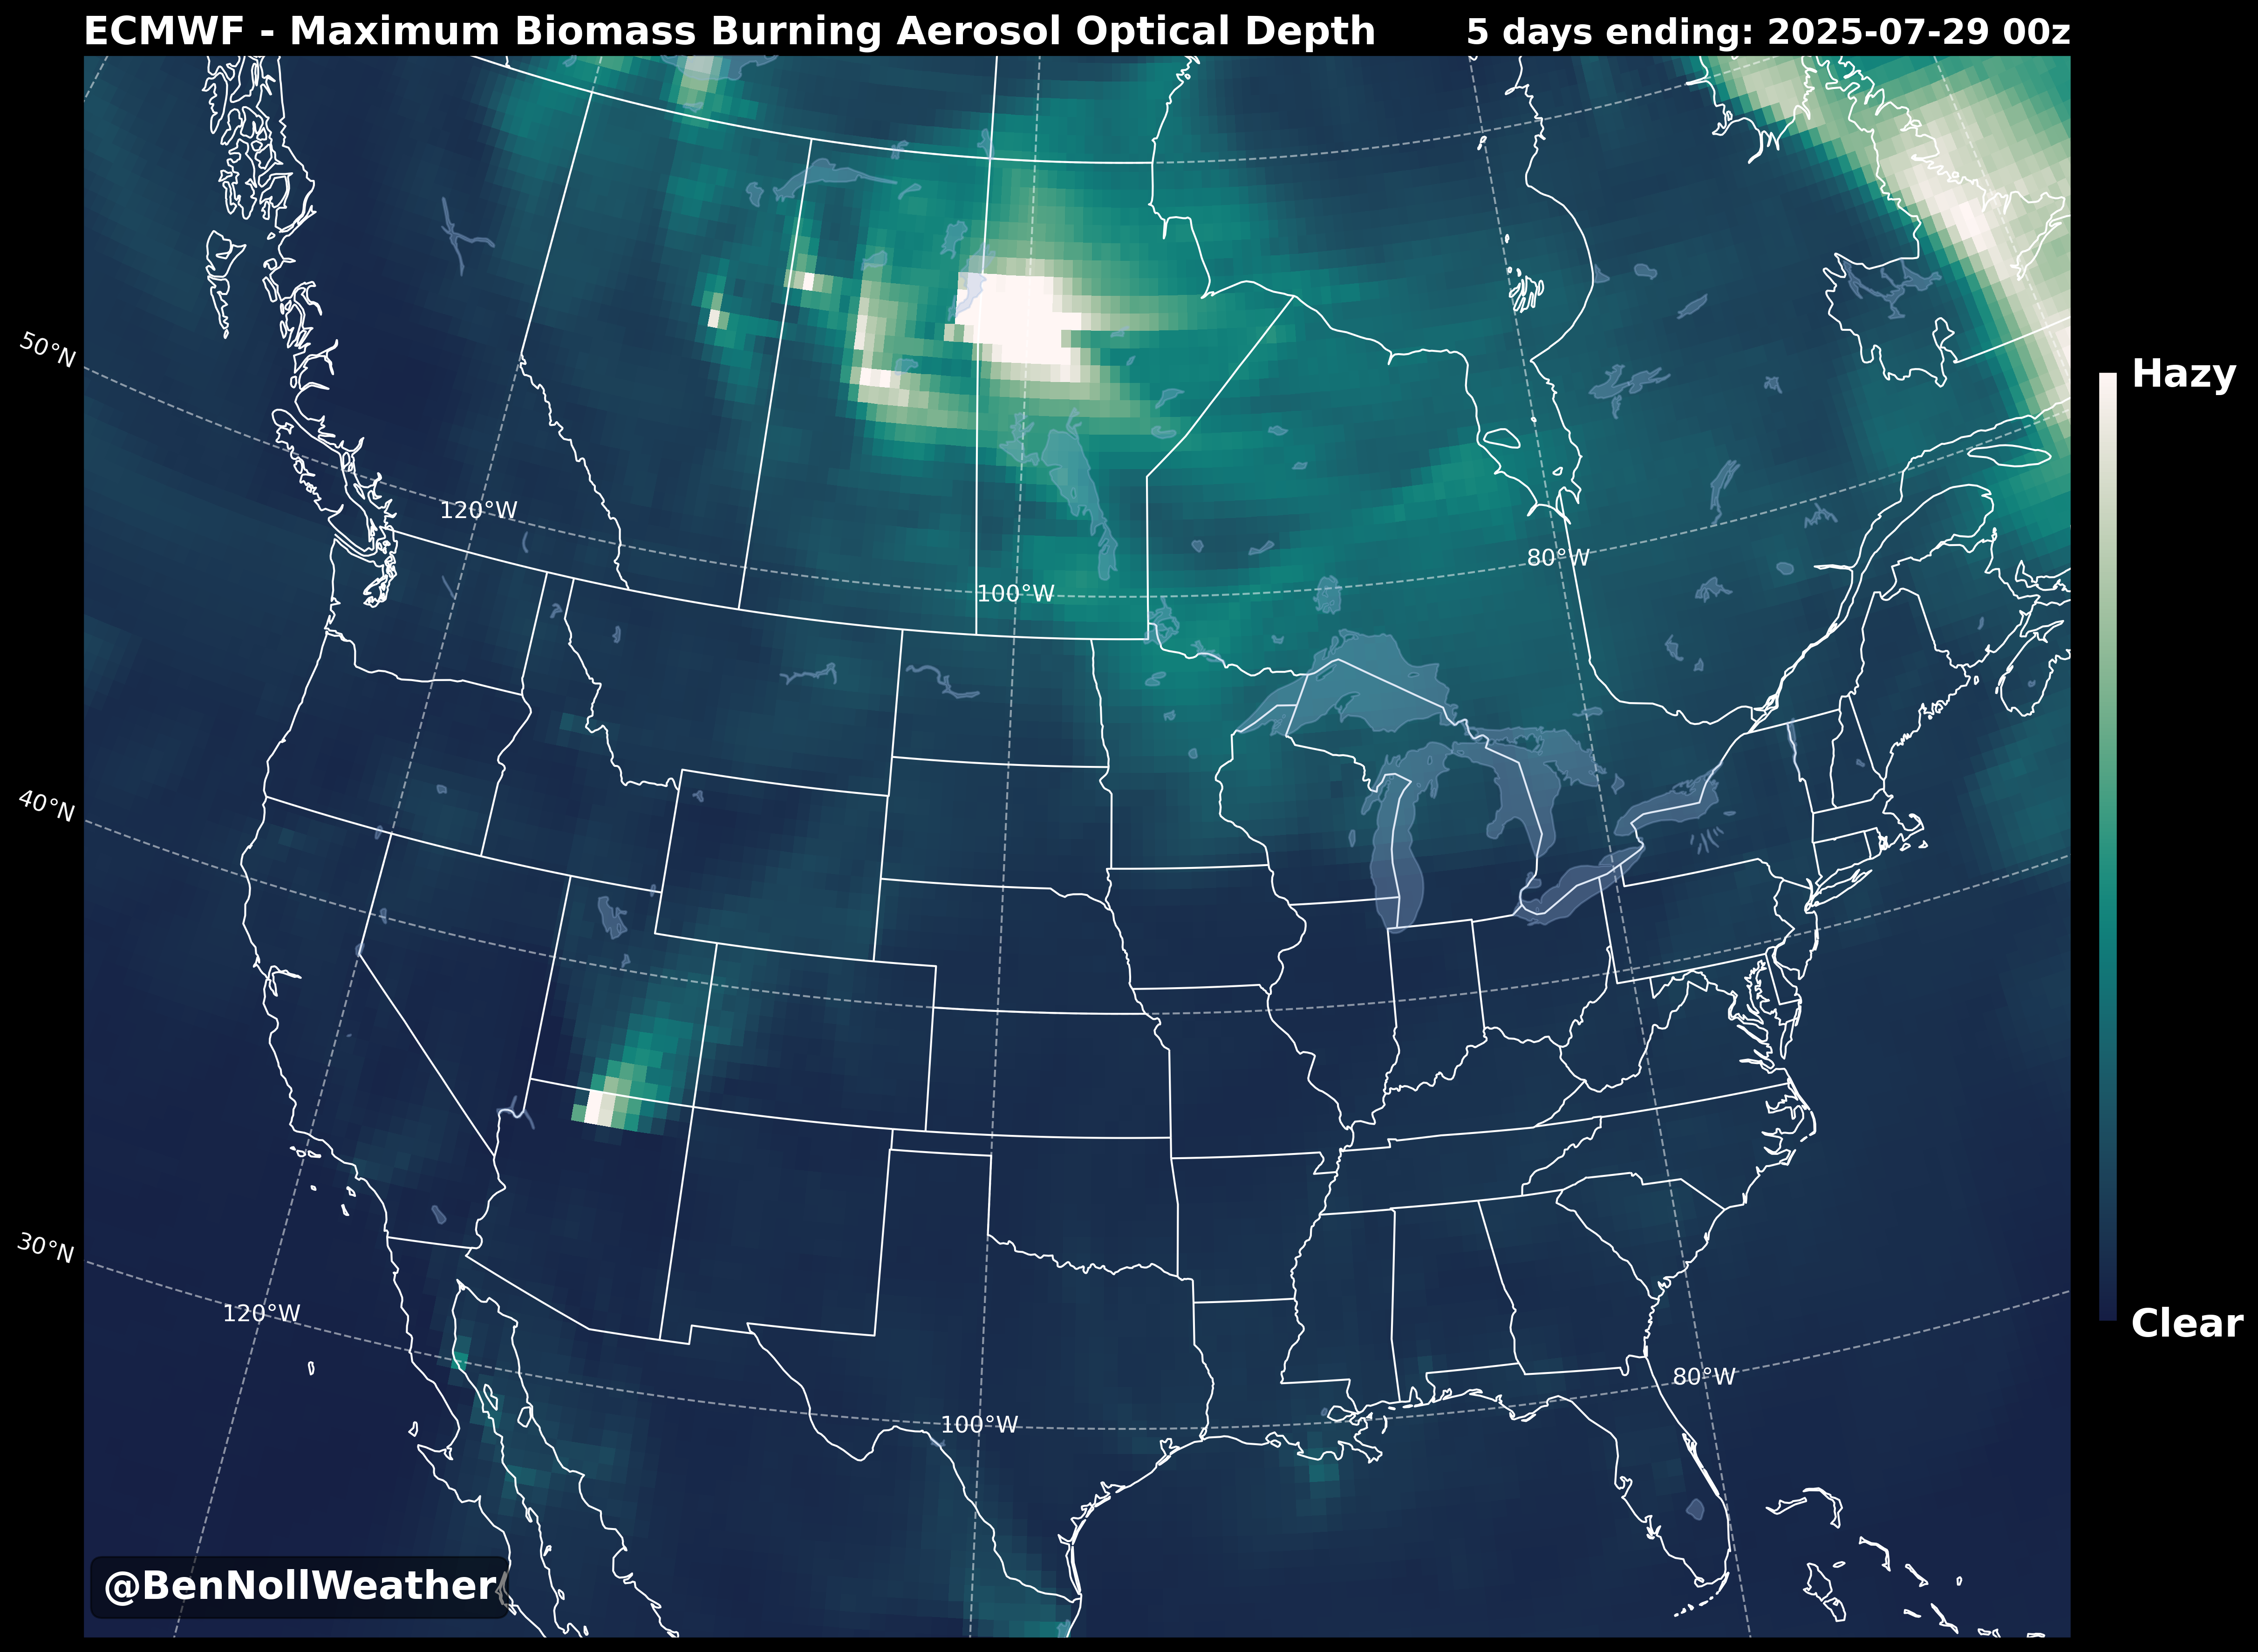 ECMWF - Maximum Biomass Burning Aerosol Optical Depth
5 days ending: 2025-07-29 00z
50°N
Hazy
120°W
80°W
100°W
40°N
30°N
120°W
Clear
80°W
100°W
@BenNollWeather